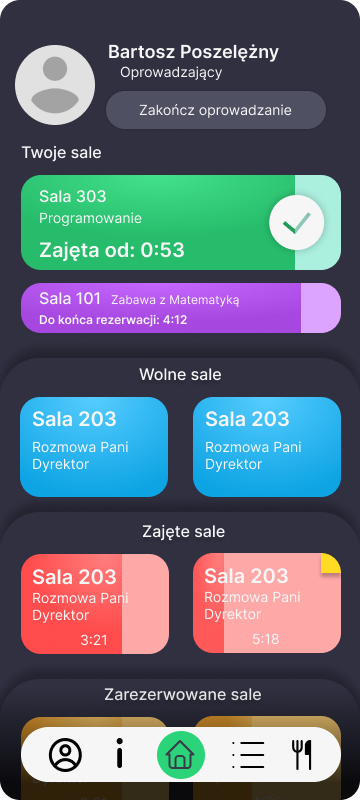 Bartosz Poselężny
Oprowadzający
Zakończ oprowadzanie
Twoje sale
Sala 303
Programowanie
Zajęta od: 0:53
Sala 101 Zabawa z Matematyką
Do końca rezerwacji: 4:12
Wolne sale
Sala 203
Rozmowa Pani
Dyrektor
Sala 203
Rozmowa Pani
Dyrektor
Zajęte sale
Sala 203
Rozmowa Pani
Dyrektor
3:21
Sala 203
Rozmowa Pani
Dyrektor
5:18
Zarezerwowane sale